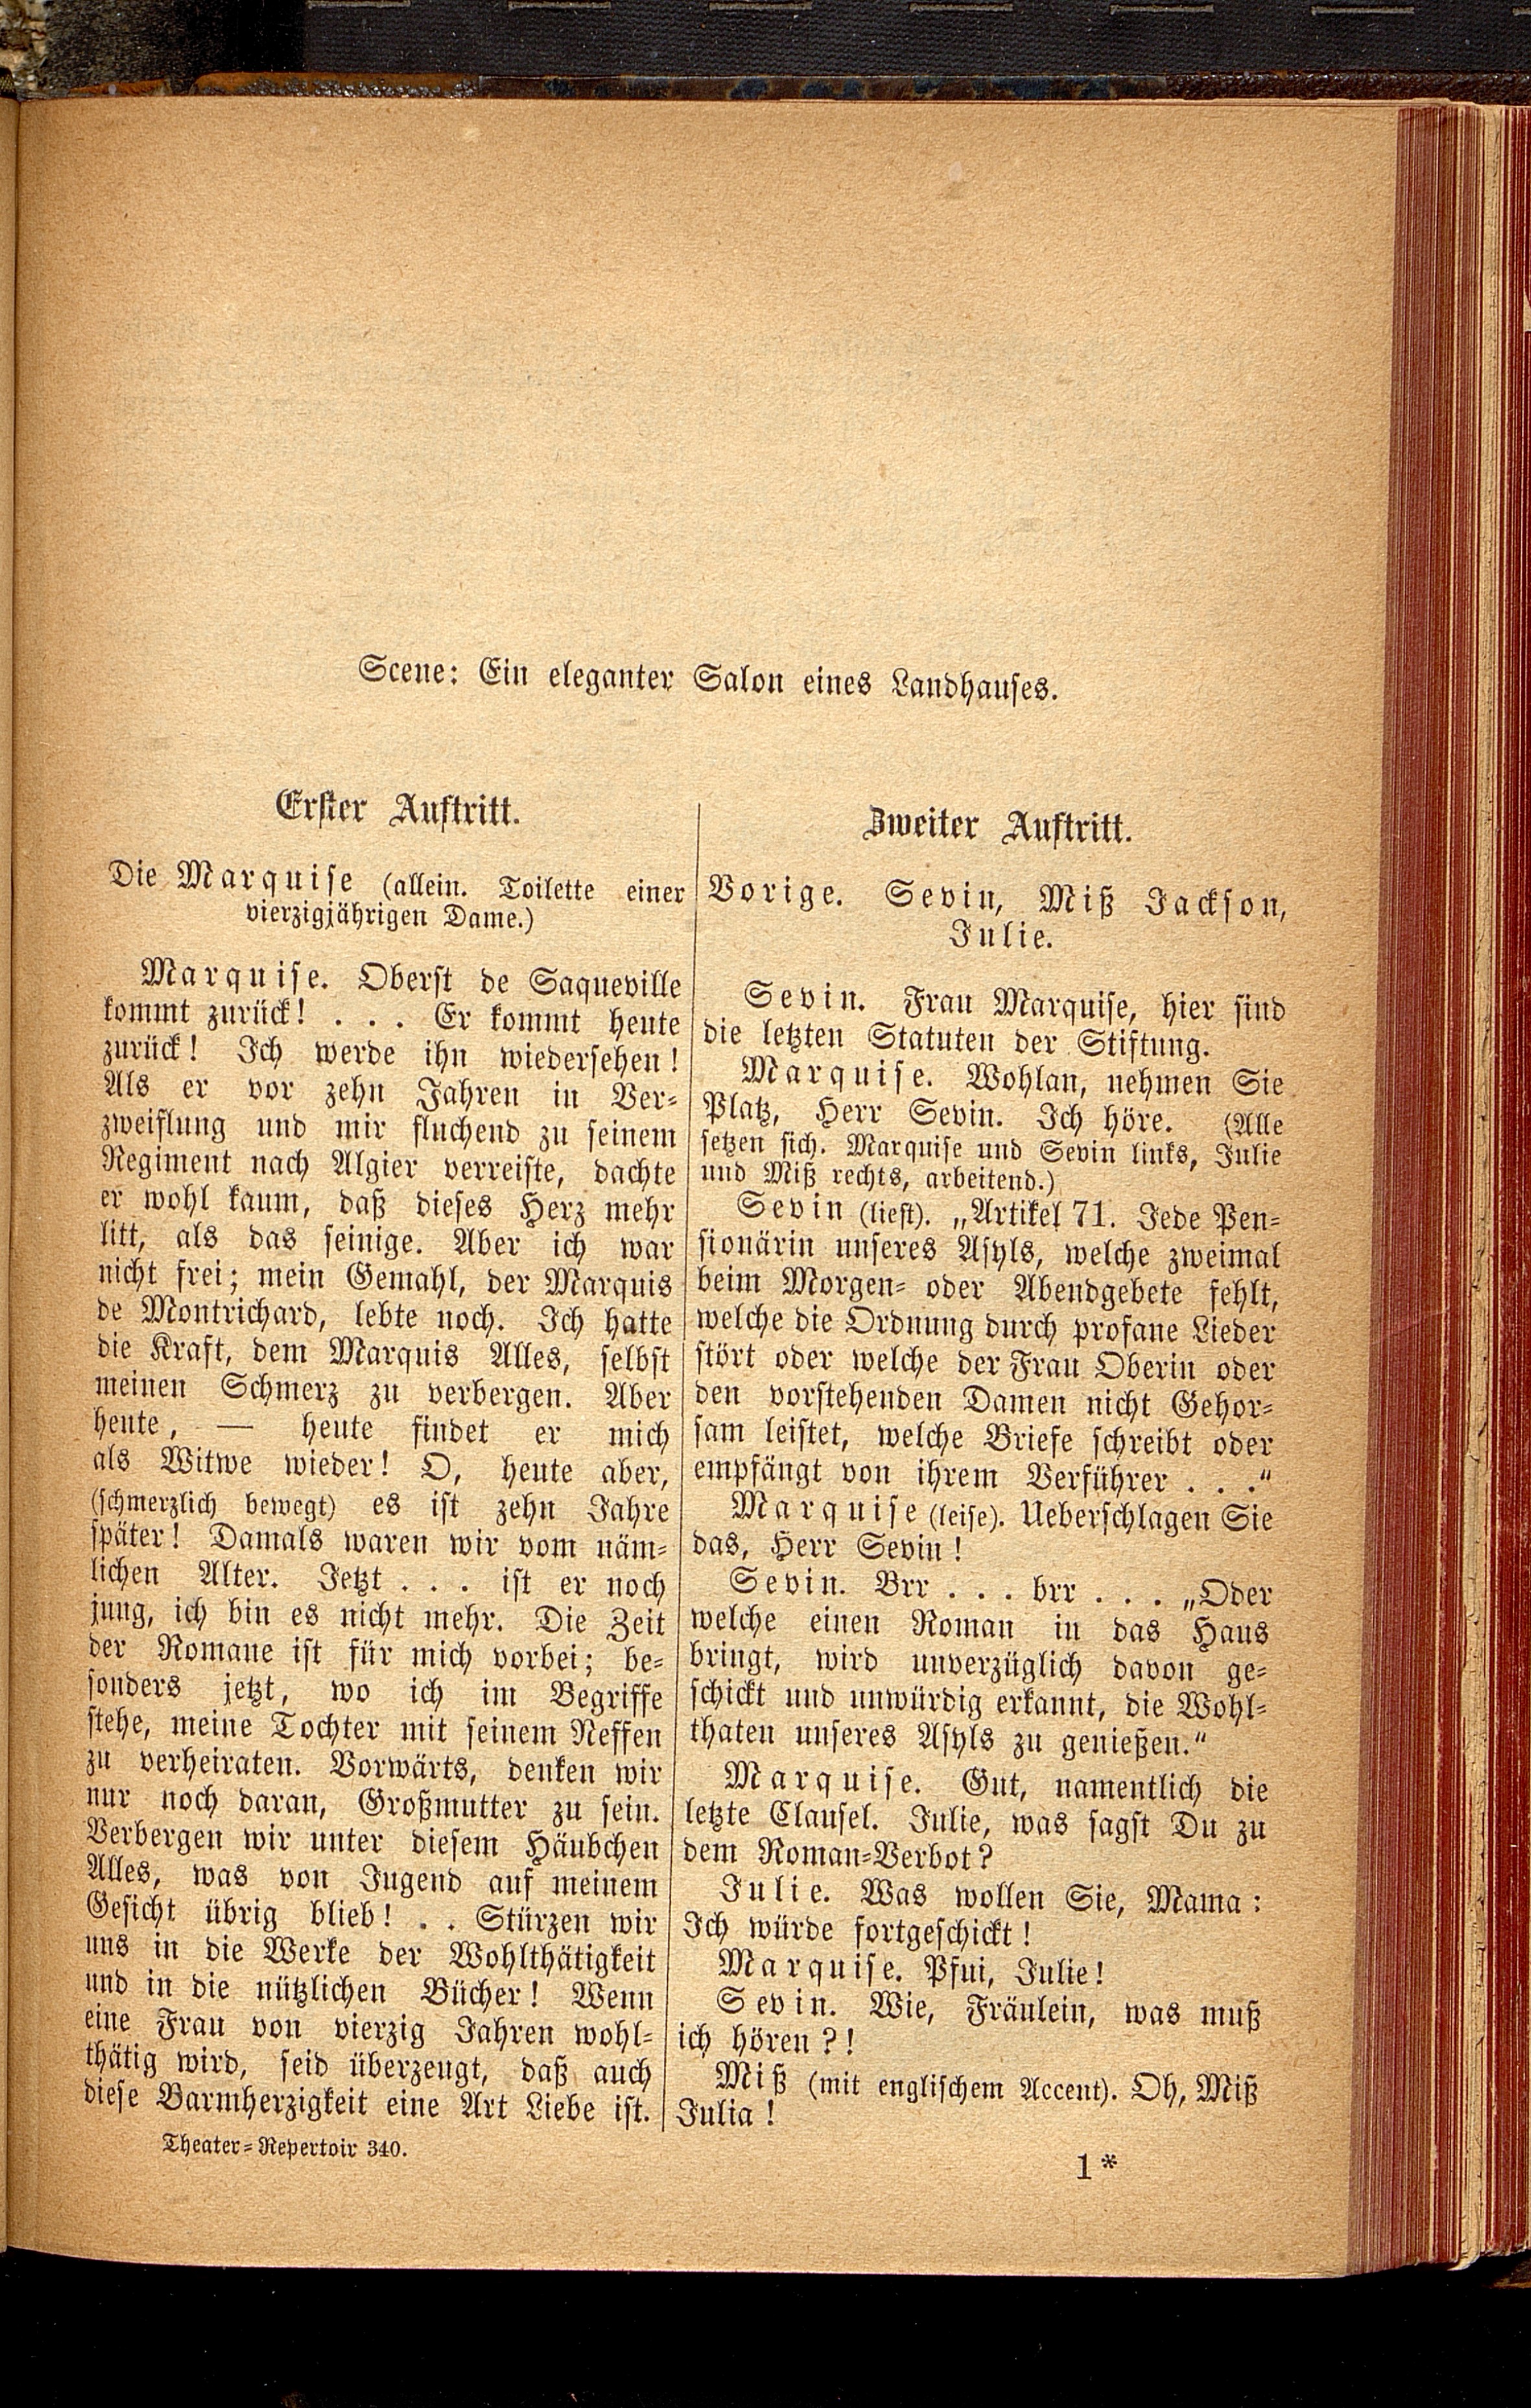 Scene: Ein eleganter Salon eines Landhauses.
Erster Auftritt.
Die Marquise (allein. Toilette einer
vierzigjährigen Dame.)
Marquise. Oberst de Saqueville
kommt zurück! . . . Er kommt heute
zurück! Ich werde ihn wiedersehen!
Als er vor zehn Jahren in Ver-
zweiflung und mir fluchend zu seinem
Regiment nach Algier verreiste, dachte
er wohl kaum, daß dieses Herz mehr
litt, als das seinige. Aber ich war
nicht frei; mein Gemahl, der Marquis
de Montrichard, lebte noch. Ich hatte
die Kraft, dem Marquis Alles, selbst
meinen Schmerz zu verbergen. Aber
heute, — heute findet er mich
als Witwe wieder! O, heute aber,
(schmerzlich bewegt) es ist zehn Jahre
später! Damals waren wir vom näm-
lichen Alter. Jetzt . . . ist er noch
jung, ich bin es nicht mehr. Die Zeit
der Romane ist für mich vorbei; be-
sonders jetzt, wo ich im Begriffe
stehe, meine Tochter mit seinem Neffen
zu verheiraten. Vorwärts, denken wir
nur noch daran, Großmutter zu sein.
Verbergen wir unter diesem Häubchen
Alles, was von Jugend auf meinem
Gesicht übrig blieb! . . Stürzen wir
uns in die Werke der Wohlthätigkeit
und in die nützlichen Bücher! Wenn
eine Frau von vierzig Jahren wohl-
thätig wird, seid überzeugt, daß auch
diese Barmherzigkeit eine Art Liebe ist.
Theater-Repertoir 340.
Zweiter Auftritt.
Vorige. Sevin, Miß Jackson,
Julie.
Sevin. Frau Marquise, hier sind
die letzten Statuten der Stiftung.
Marquise. Wohlan, nehmen Sie
Platz, Herr Sevin. Ich höre. (Alle
setzen sich. Marquise und Sevin links, Julie
und Miß rechts, arbeitend.)
Sevin (liest). „Artikel 71. Jede Pen-
sionärin unseres Asyls, welche zweimal
beim Morgen- oder Abendgebete fehlt,
welche die Ordnung durch profane Lieder
stört oder welche der Frau Oberin oder
den vorstehenden Damen nicht Gehor-
sam leistet, welche Briefe schreibt oder
empfängt von ihrem Verführer . . .“
Marquise (leise). Ueberschlagen Sie
das, Herr Sevin!
Sevin. Brr . . . brr . . . „Oder
welche einen Roman in das Haus
bringt, wird unverzüglich davon ge-
schickt und unwürdig erkannt, die Wohl-
thaten unseres Asyls zu genießen.“
Marquise. Gut, namentlich die
letzte Clausel. Julie, was sagst Du zu
dem Roman-Verbot?
Julie. Was wollen Sie, Mama:
Ich würde fortgeschickt!
Marquise. Pfui, Julie!
Sevin. Wie, Fräulein, was muß
ich hören?!
Miß (mit englischem Accent). Oh, Miß
Julia!
1*